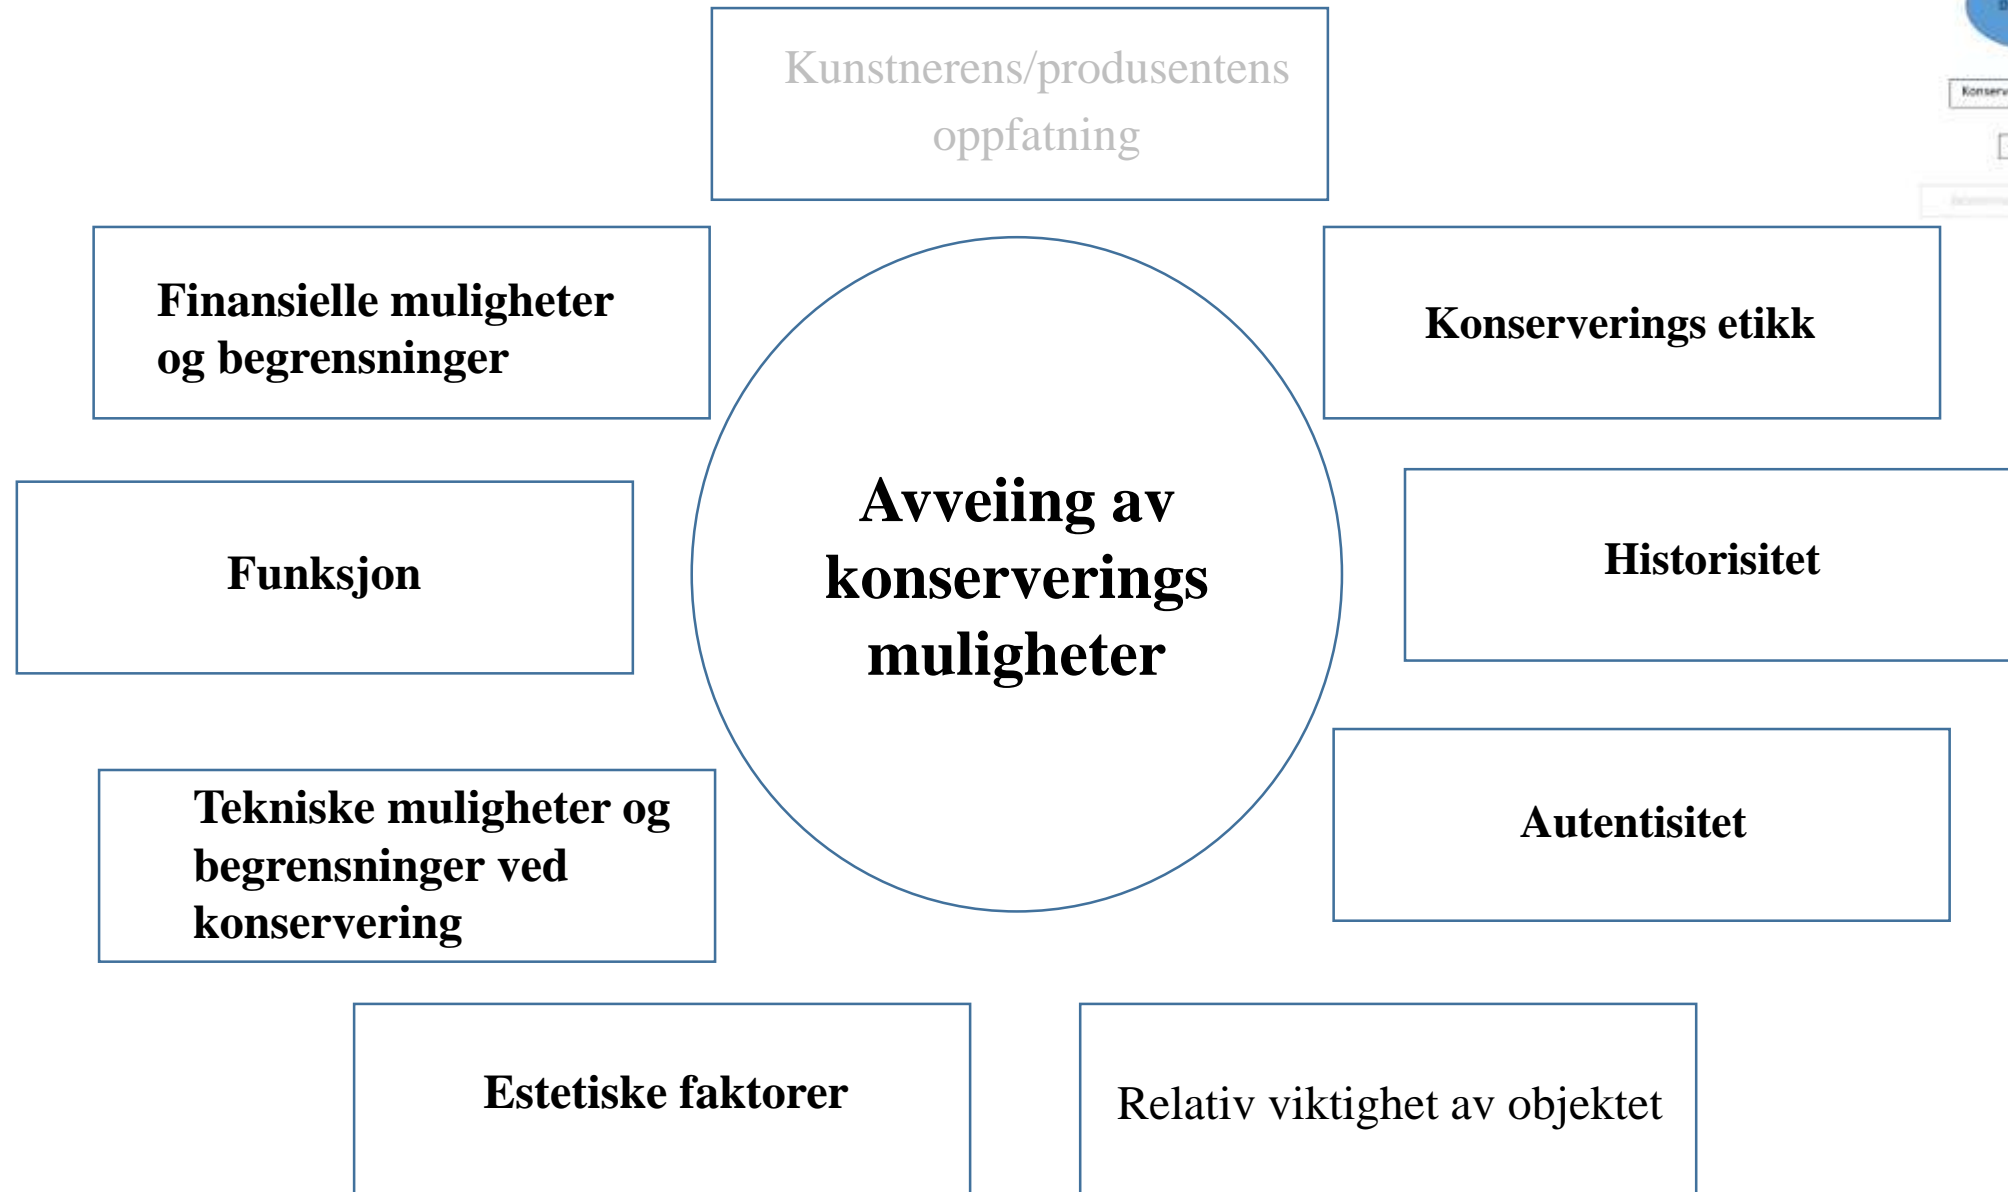 Kunstnerens/produsentens
oppfatning
Finansielle muligheter
og begrensninger
Konserverings etikk
Avveiing av
konserverings
muligheter
Funksjon
Historisitet
Tekniske muligheter og
begrensninger ved
konservering
Autentisitet
Estetiske faktorer
Relativ viktighet av objektet